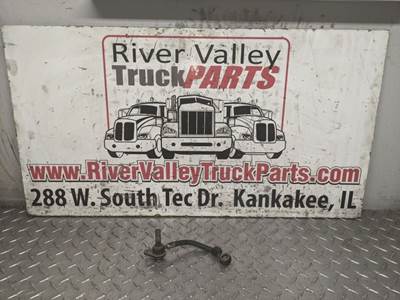 River Valley
TruckPARTS
www.RiverValleyTruckParts.com
288 W. South Tec Dr. Kankakee, IL